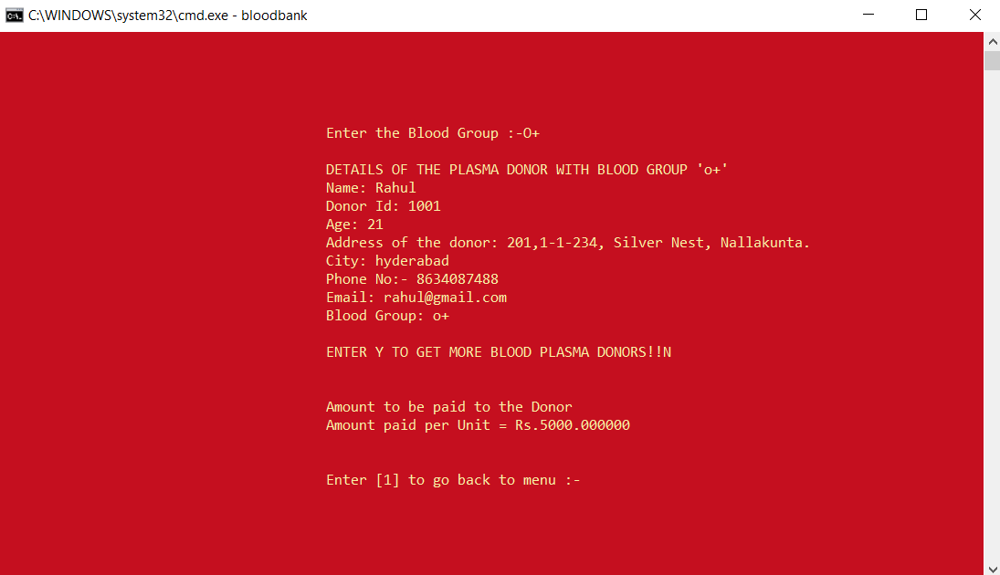 C:\WINDOWS\system32\cmd.exe - bloodbank
Enter the Blood Group :-O+
DETAILS OF THE PLASMA DONOR WITH BLOOD GROUP 'o+'
Name: Rahul
Donor Id: 1001
Age: 21
Address of the donor: 201,1-1-234, Silver Nest, Nallakunta.
City: hyderabad
Phone No:- 8634087488
Email: rahul@gmail.com
Blood Group: o+
ENTER Y TO GET MORE BLOOD PLASMA DONORS!!N
Amount to be paid to the Donor
Amount paid per Unit = Rs.5000.000000
Enter [1] to go back to menu :-